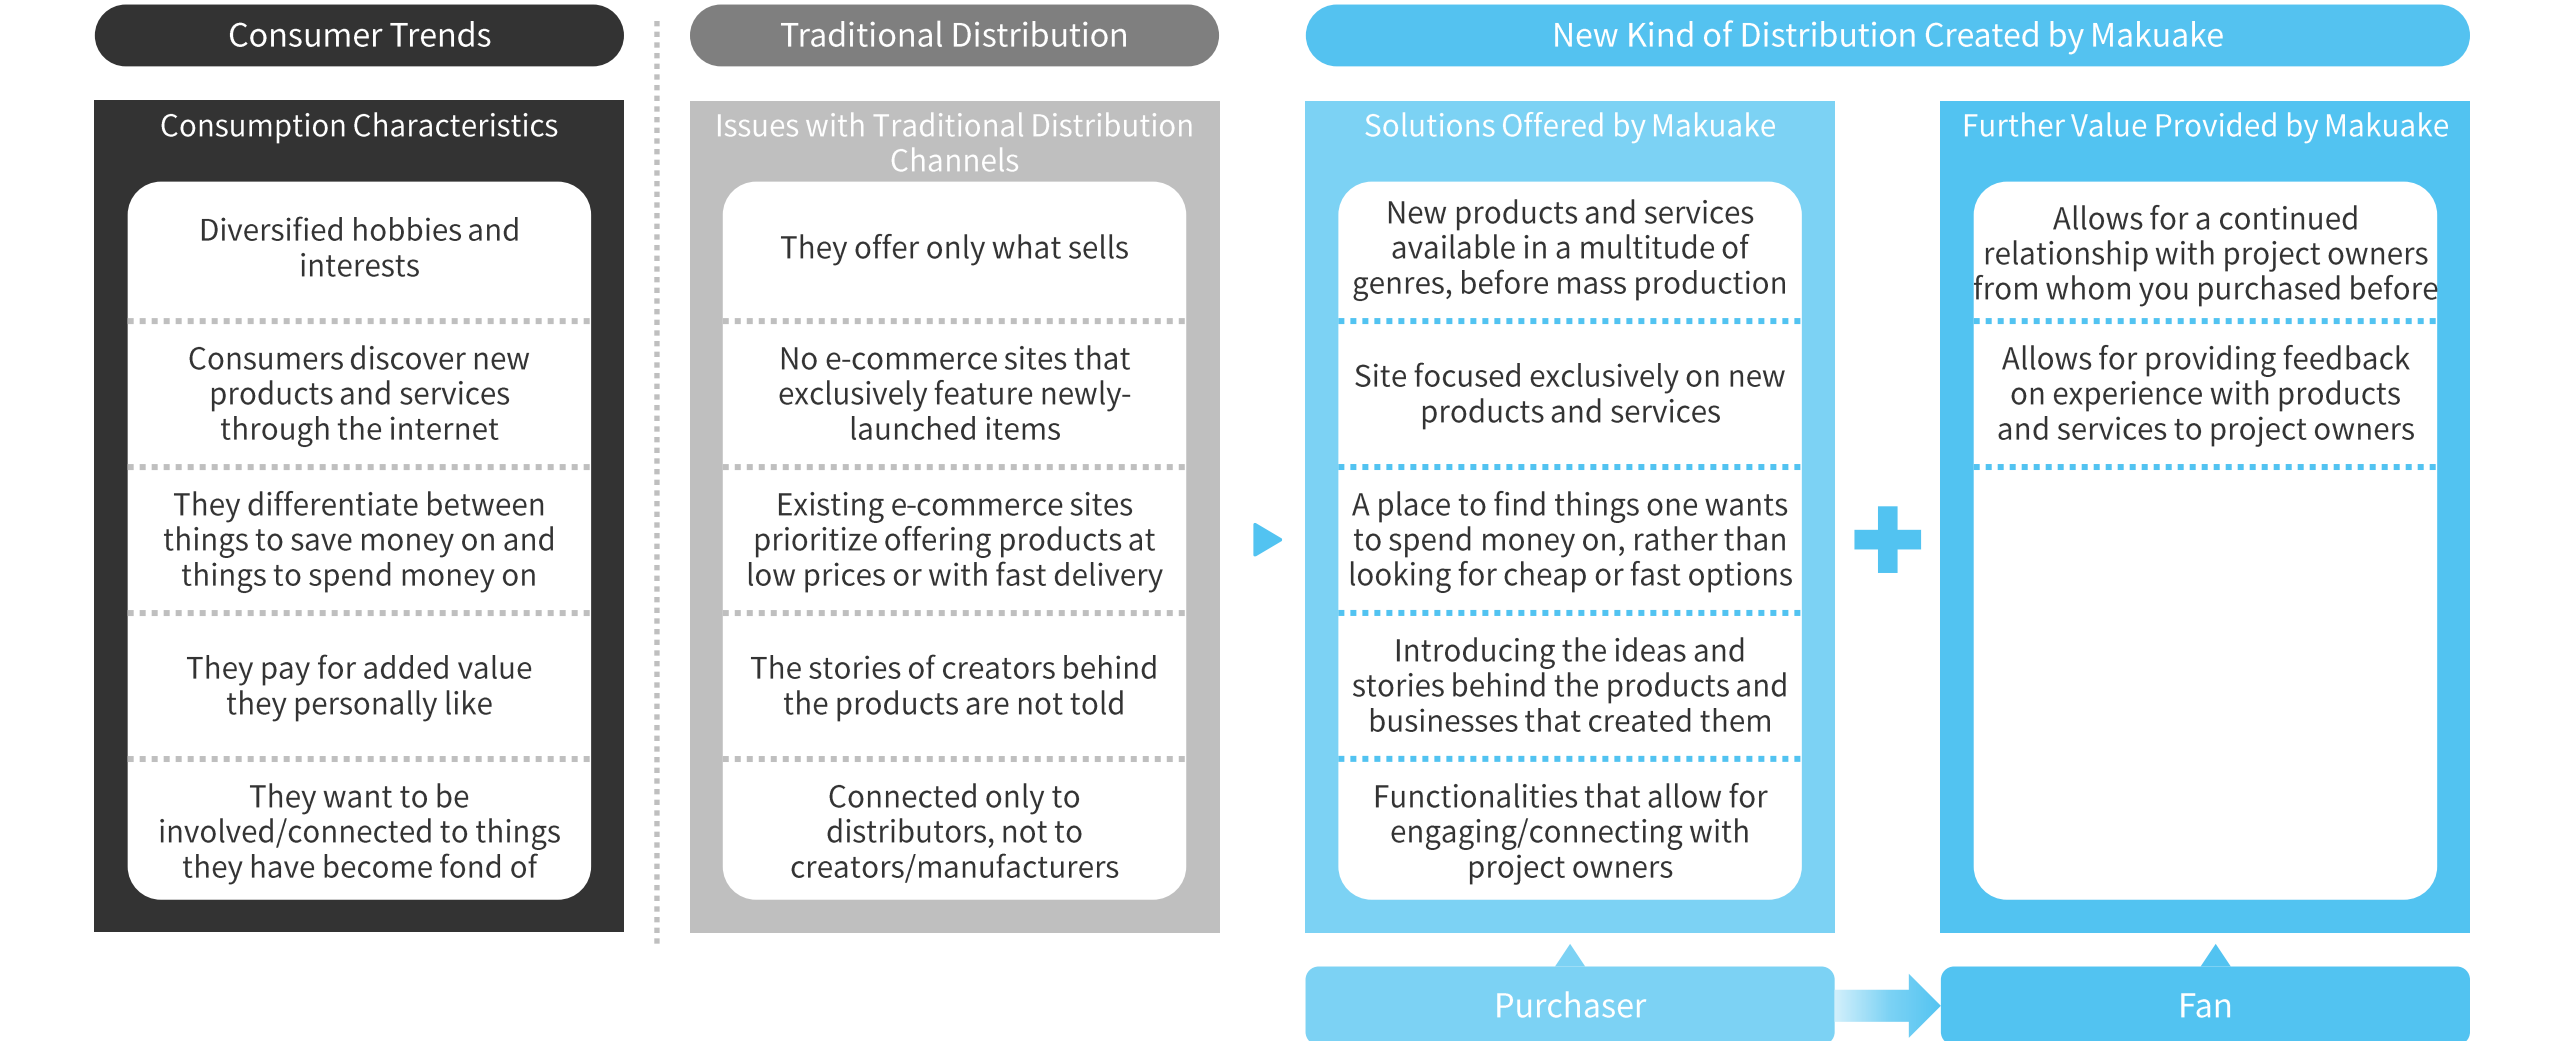 Consumer Trends
Consumption Characteristics
Diversified hobbies and
interests
Consumers discover new
products and services
through the internet
They differentiate between
things to save money on and
things to spend money on
They pay for added value
they personally like
They want to be
involved/connected to things
they have become fond of
Traditional Distribution
Issues with Traditional Distribution
Channels
They offer only what sells
No e-commerce sites that
exclusively feature newly-
launched items
Existing e-commerce sites
prioritize offering products at
low prices or with fast delivery
The stories of creators behind
the products are not told
Connected only to
distributors, not to
creators/manufacturers
New Kind of Distribution Created by Makuake
Solutions Offered by Makuake
New products and services
available in a multitude of
genres, before mass production
Site focused exclusively on new
products and services
A place to find things one wants
to spend money on, rather than
looking for cheap or fast options
Introducing the ideas and
stories behind the products and
businesses that created them
Functionalities that allow for
engaging/connecting with
project owners
Further Value Provided by Makuake
Allows for a continued
relationship with project owners
from whom you purchased before
Allows for providing feedback
on experience with products
and services to project owners
Purchaser
Fan